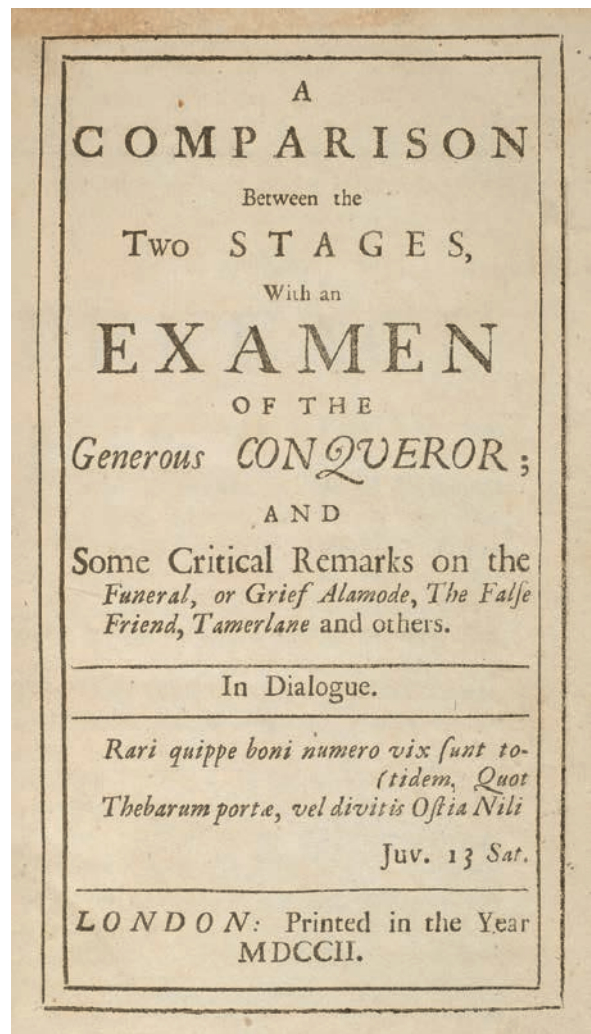 A
COMPARISON
Between the
Two STAGES,
With an
EXAMEN
OF THE
Generous CONQUEROR;
AND
Some Critical Remarks on the
Funeral, or Grief Alamode, The Falſe
Friend, Tamerlane and others.
In Dialogue.
Rari quippe boni numero vix ſunt to-
(tidem, Quot
Thebarum portæ, vel divitis Oſtia Nili
Juv. 13 Sat.
LONDON: Printed in the Year
MDCCII.